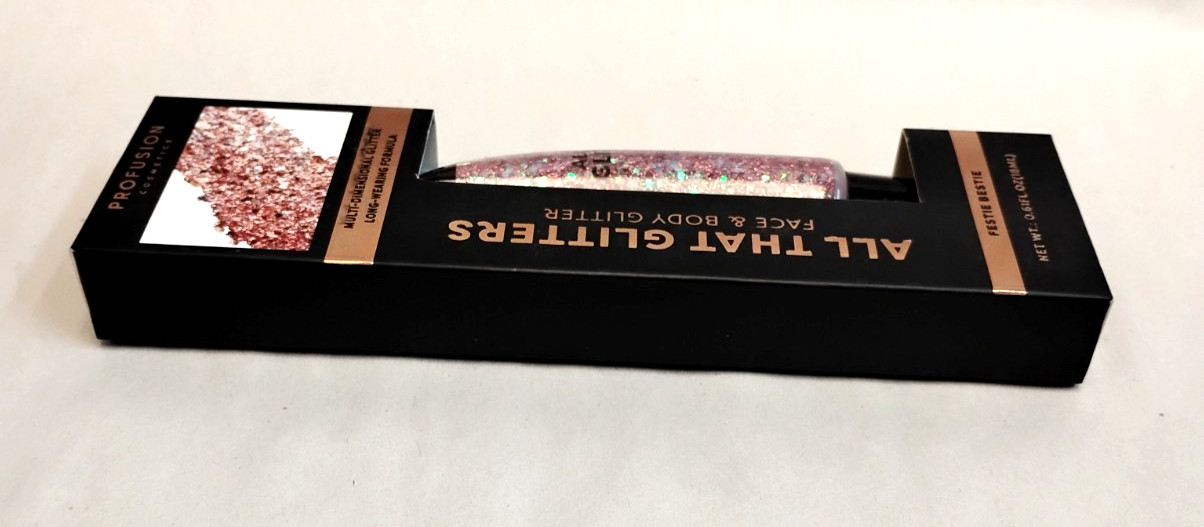 PROFUSION
COSMETICS
MULTI-DIMENSIONAL GLITTER
LONG-WEARING FORMULA
ALL THAT GLITTERS
FACE & BODY GLITTER
FESTIE BESTIE
NET WT.: 0.61FL OZ(18ML)